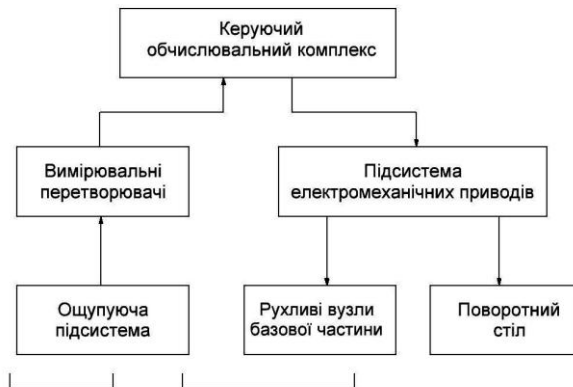 Керуючий
обчислювальний комплекс
Вимірювальні
перетворювачі
Підсистема
електромеханічних приводів
Ощупуюча
підсистема
Рухливі вузли
базової частини
Поворотний
стіл